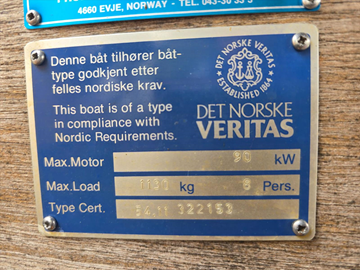 4660 EVJE, NORWAY - TEL.
Denne båt tilhører båt-
type godkjent etter
felles nordiske krav.
This boat is of a type
in compliance with
Nordic Requirements.
DET NORSKE VERITAS
ESTABLISHED 1864
DET NORSKE
VERITAS
Max.Motor 90 kW
Max.Load kg Pers.
Type Cert.